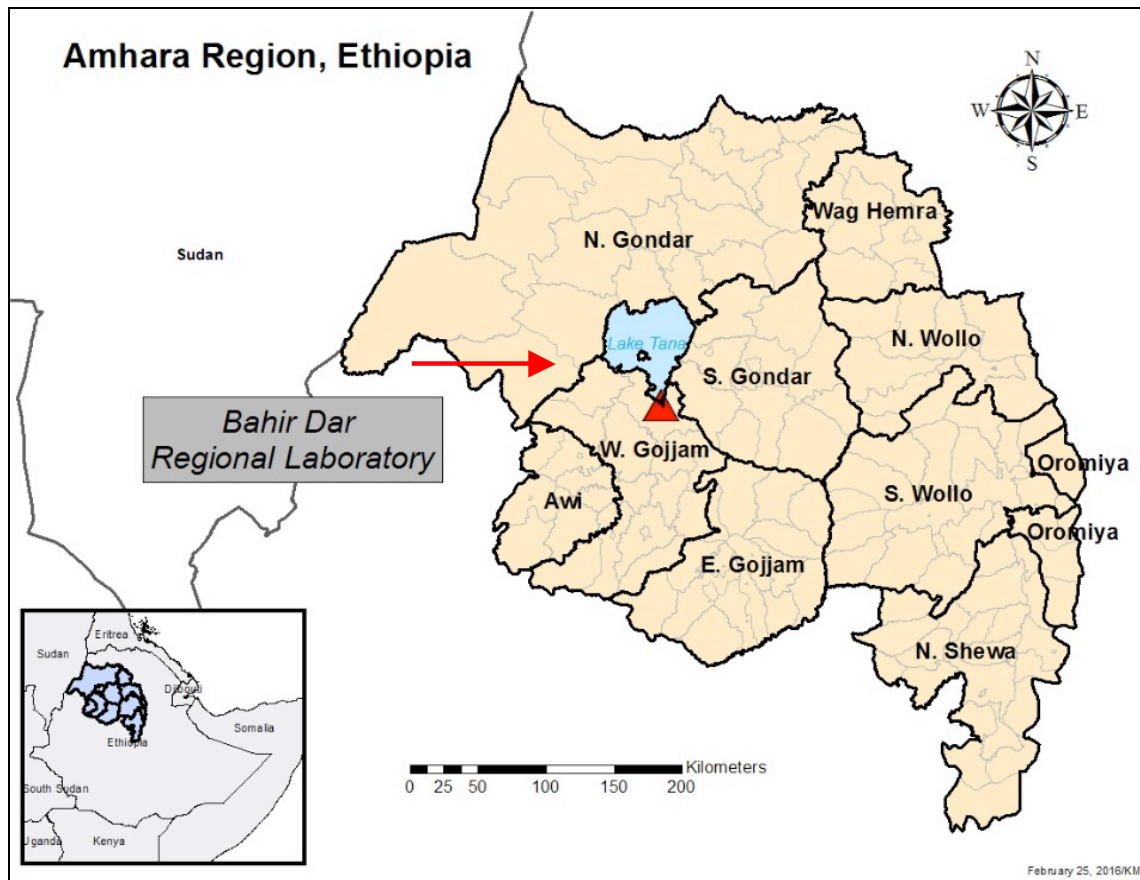 Amhara Region, Ethiopia
N
W
E
S
Wag Hemra
N. Gondar
Sudan
Lake Tana
N. Wollo
S. Gondar
Bahir Dar
Regional Laboratory
W. Gojjam
Oromiya
Awi
S. Wollo
Oromiya
E. Gojjam
N. Shewa
Eritrea
Sudan
Djibouti
Somalia
Ethiopia
South Sudan
Uganda
Kenya
Kilometers
0 25 50 100 150 200
February 25, 2016/KM